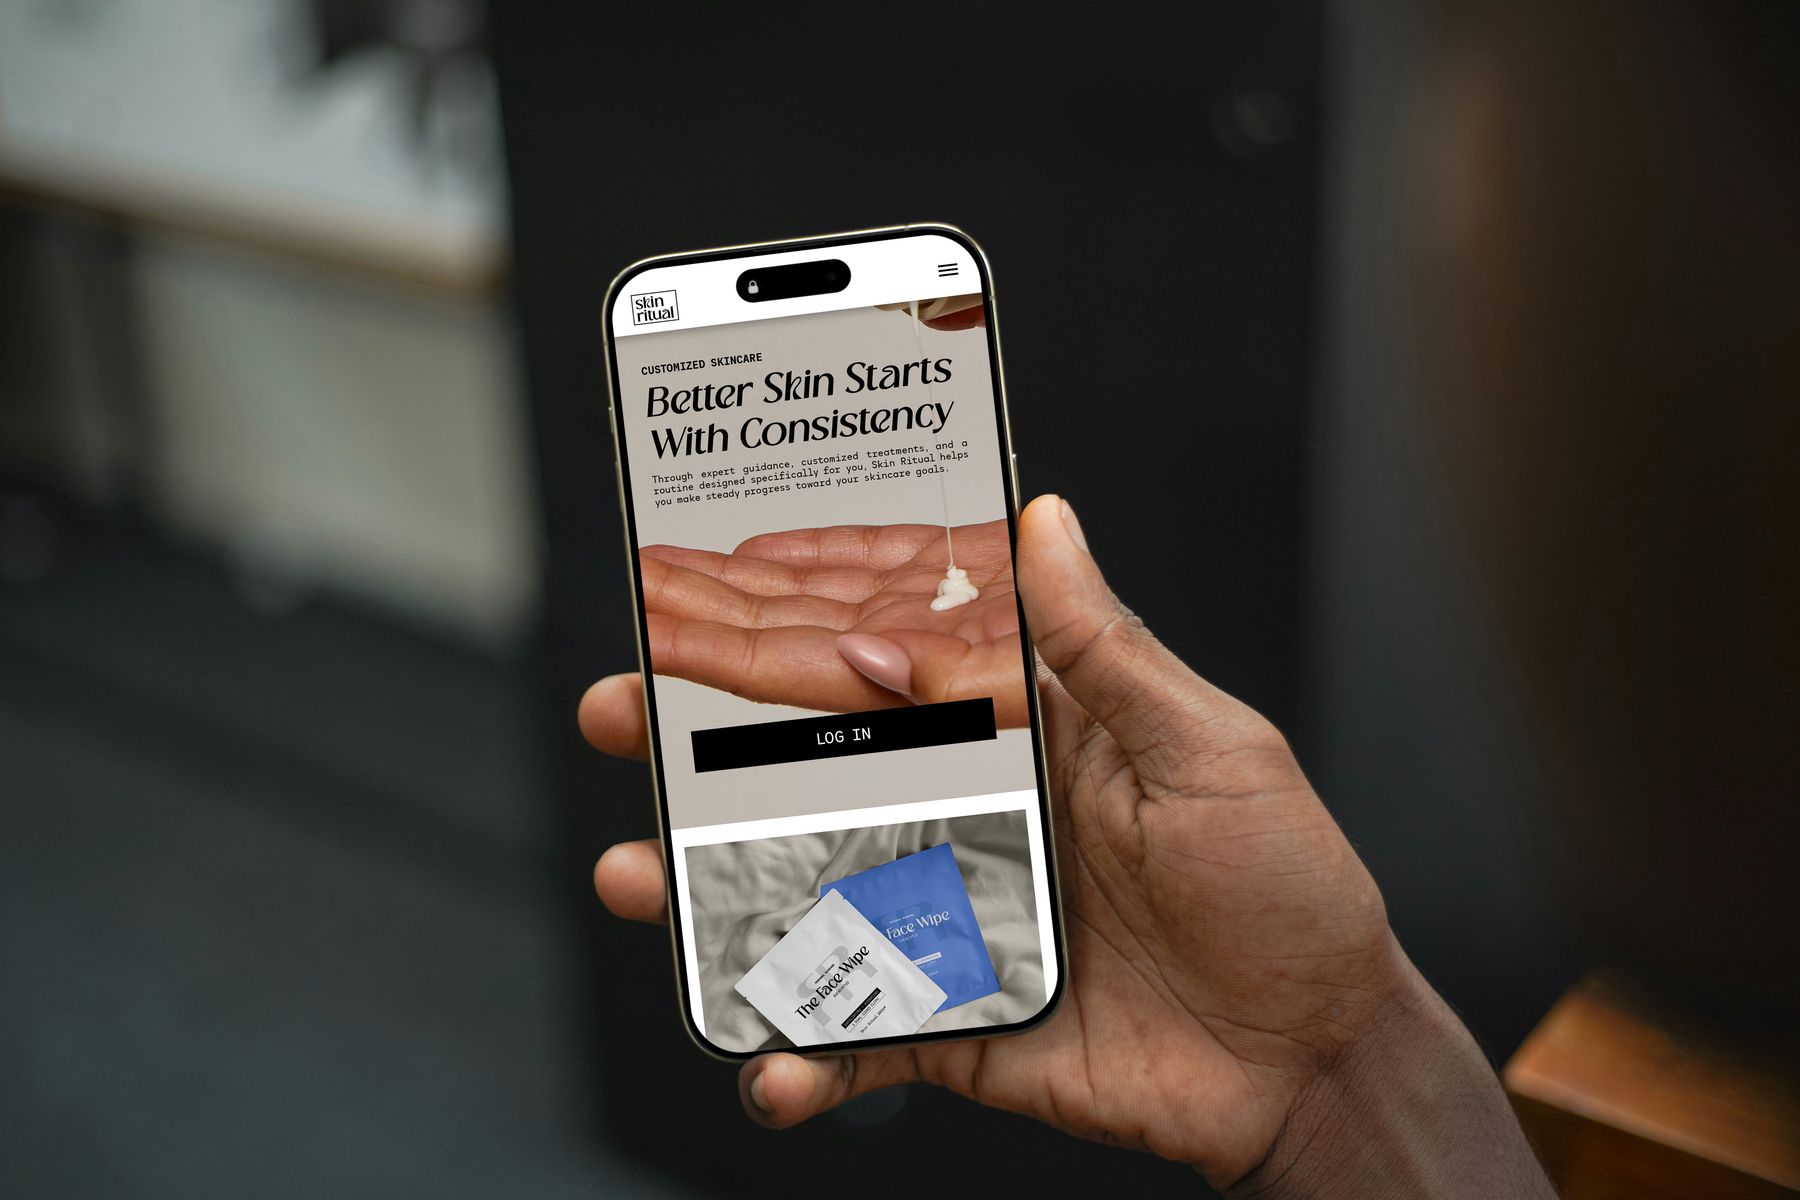 skin
ritual
CUSTOMIZED SKINCARE
Better Skin Starts
With Consistency
Through expert guidance, customized treatments, and a
routine designed specifically for you, Skin Ritual helps
you make steady progress toward your skincare goals.
LOG IN
Face Wipe
The Face Wipe
Skin Ritual